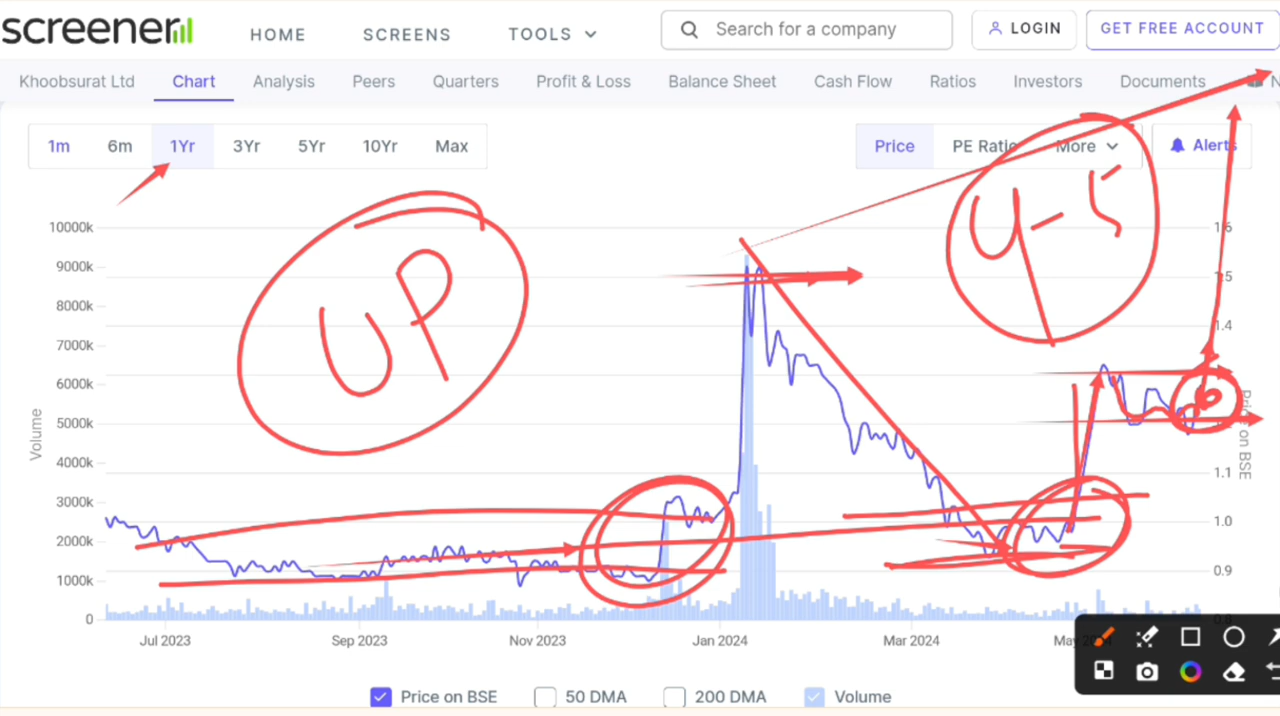 screener
HOME SCREENS TOOLS
Search for a company
LOGIN
GET FREE ACCOUNT
Khoobsurat Ltd Chart Analysis Peers Quarters Profit & Loss Balance Sheet Cash Flow Ratios Investors Documents N
1m 6m 1Yr 3Yr 5Yr 10Yr Max
Price PE Ratio More Alerts
UP
4-5
6
10000k
9000k
8000k
7000k
6000k
5000k
4000k
3000k
2000k
1000k
0
Volume
1.6
1.5
1.4
1.1
1.0
0.9
0.8
Price on BSE
Jul 2023 Sep 2023 Nov 2023 Jan 2024 Mar 2024 May 2024
Price on BSE 50 DMA 200 DMA Volume